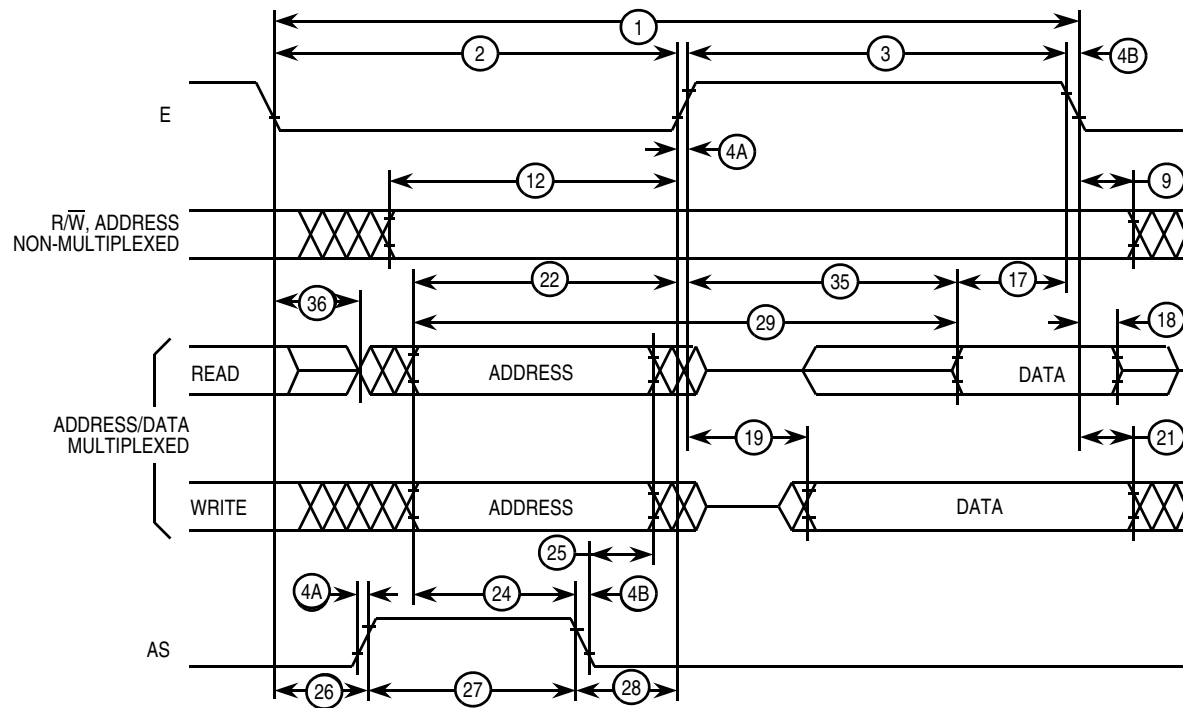 1
2
3
4B
E
4A
12
9
R/W̅, ADDRESS
NON-MULTIPLEXED
22
35
17
36
29
18
READ
ADDRESS
DATA
ADDRESS/DATA
MULTIPLEXED
19
21
WRITE
ADDRESS
DATA
25
4A
24
4B
AS
26
27
28